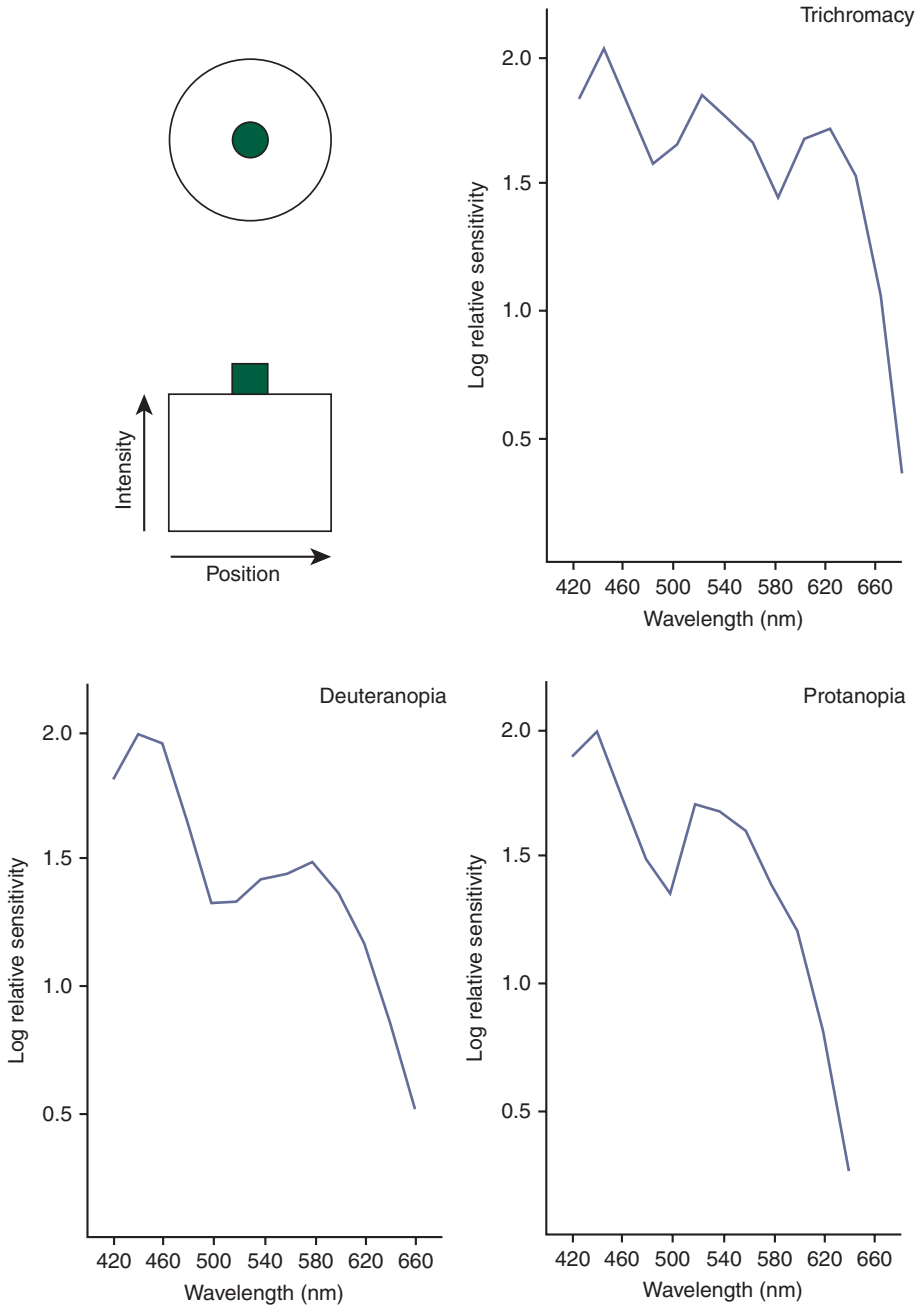 Trichromacy
Log relative sensitivity
2.0
1.5
1.0
0.5
420 460 500 540 580 620 660
Wavelength (nm)
Intensity
Position
Deuteranopia
Log relative sensitivity
2.0
1.5
1.0
0.5
420 460 500 540 580 620 660
Wavelength (nm)
Protanopia
Log relative sensitivity
2.0
1.5
1.0
0.5
420 460 500 540 580 620 660
Wavelength (nm)